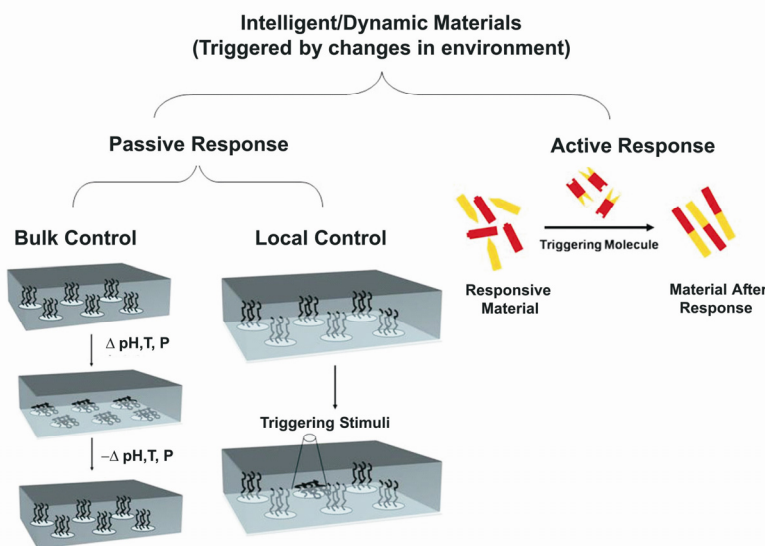 Intelligent/Dynamic Materials
(Triggered by changes in environment)
Passive Response
Active Response
Bulk Control
Local Control
Triggering Molecule
Responsive
Material
Material After
Response
Δ pH,T, P
Triggering Stimuli
−Δ pH,T, P